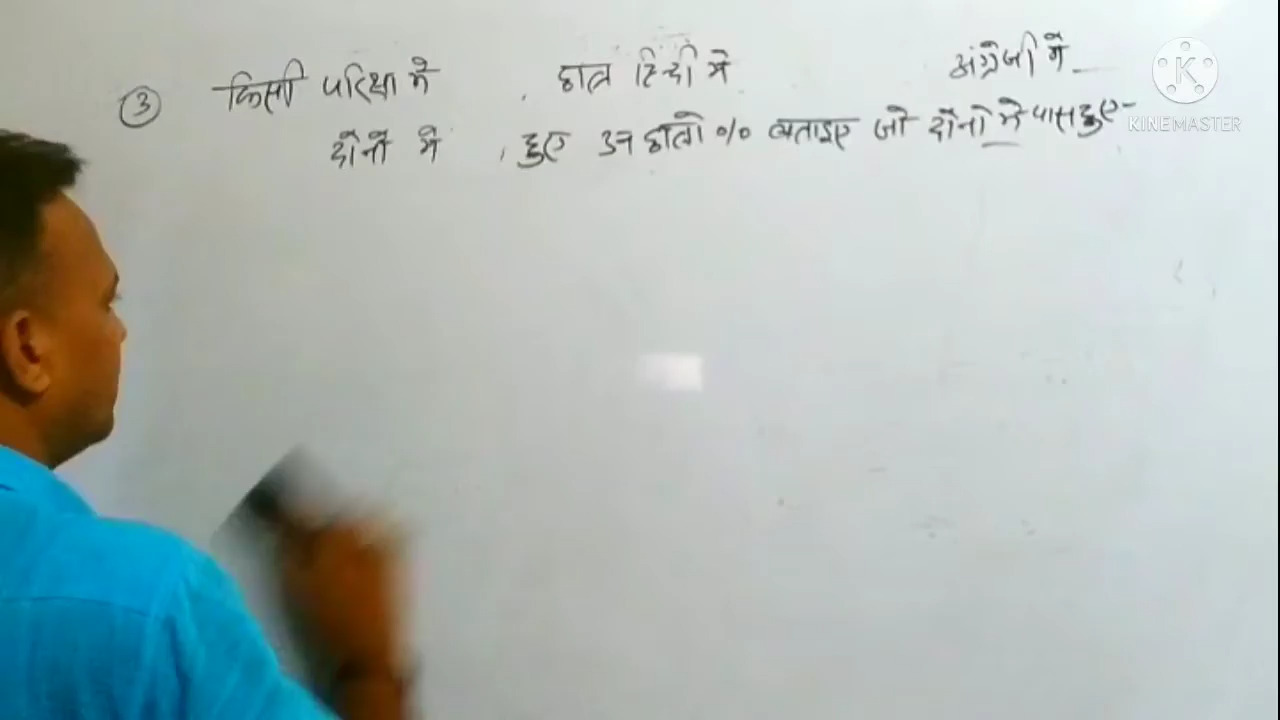 ③ किसी परिक्षा में छात्र हिन्दी में अंग्रेजी में
दोंनों में हुए उन छात्रो % बताइए जो दोंनो में पास हुए-
K
KINEMASTER